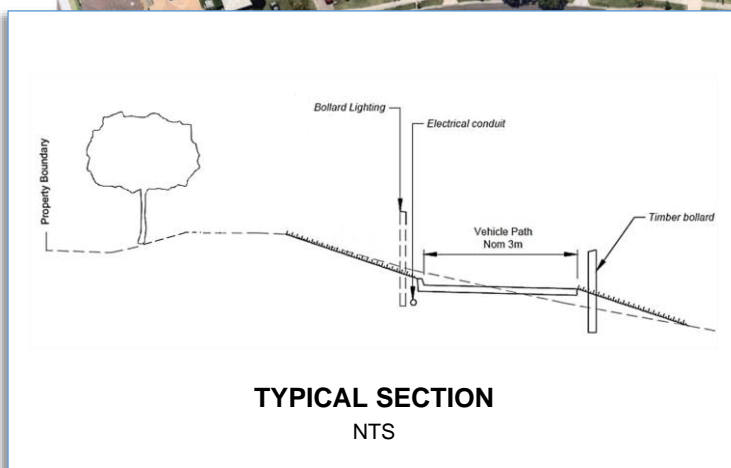 Bollard Lighting
Electrical conduit
Property Boundary
Vehicle Path
Nom 3m
Timber bollard
TYPICAL SECTION
NTS